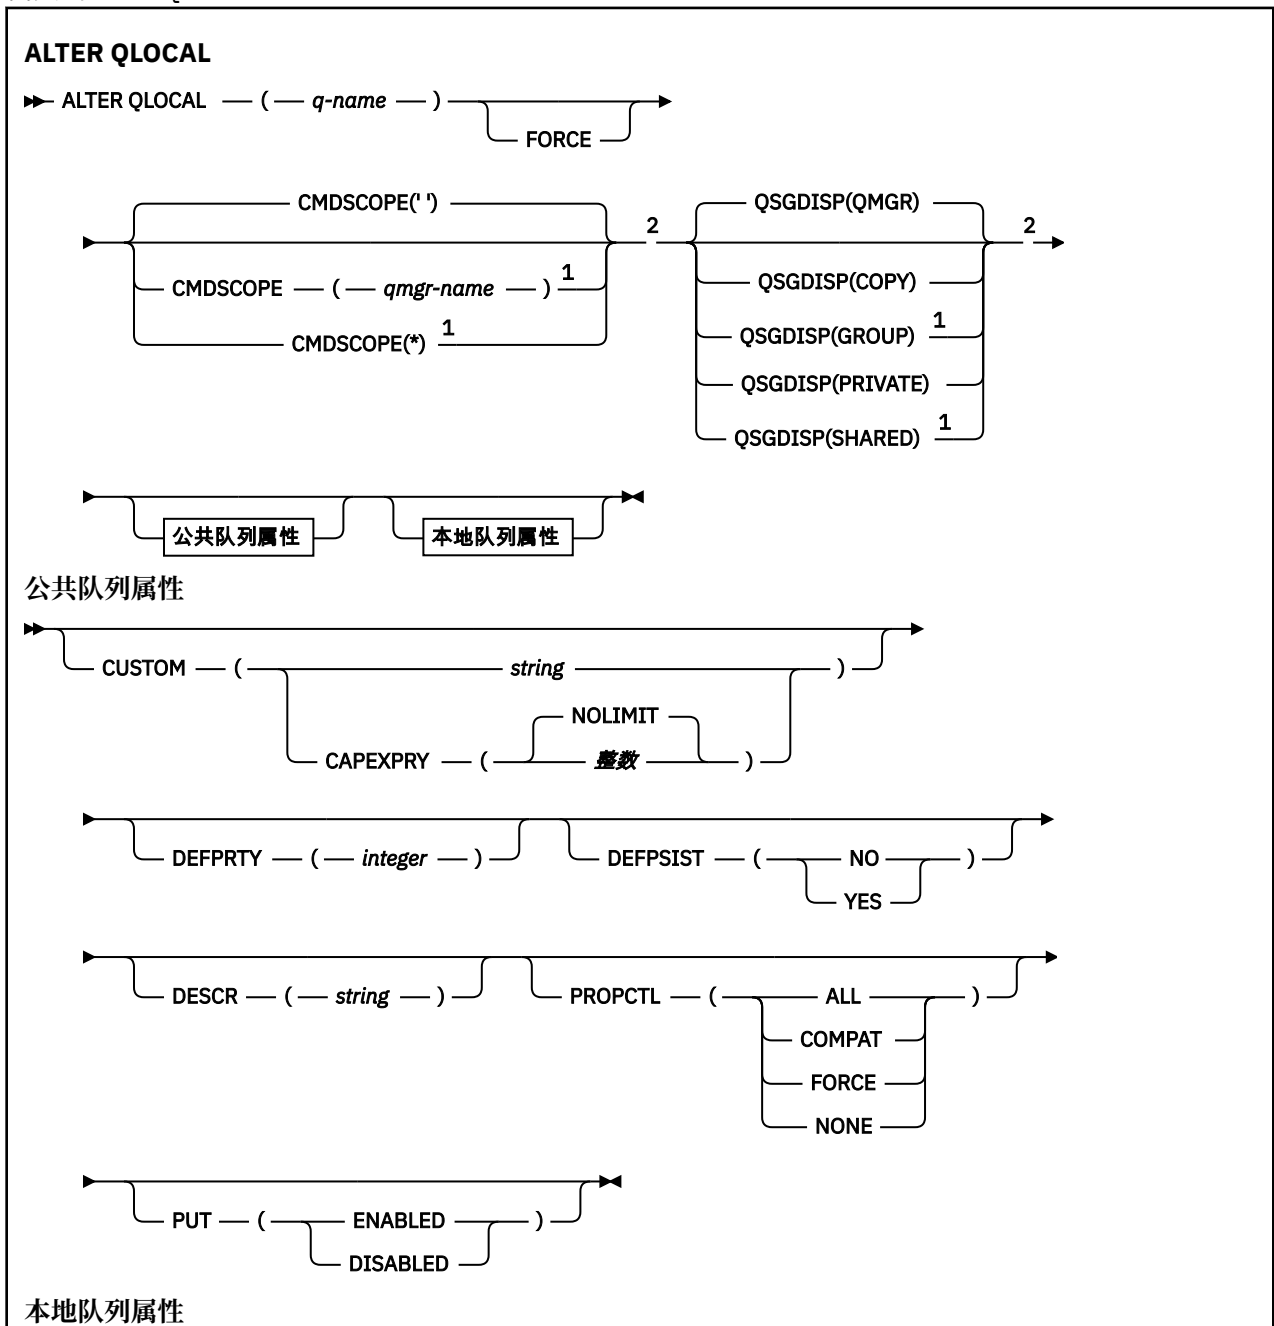 ALTER QLOCAL
ALTER QLOCAL ( q-name )
FORCE
CMDSCOPE(' ')
CMDSCOPE ( qmgr-name ) 1
CMDSCOPE(*) 1
2
QSGDISP(QMGR)
QSGDISP(COPY)
QSGDISP(GROUP) 1
QSGDISP(PRIVATE)
QSGDISP(SHARED) 1
2
公共队列属性 本地队列属性
公共队列属性
CUSTOM ( string )
CAPEXPRY ( NOLIMIT
整数 )
DEFPRTY ( integer ) DEFPSIST ( NO )
YES
DESCR ( string ) PROPCTL ( ALL )
COMPAT
FORCE
NONE
PUT ( ENABLED )
DISABLED
本地队列属性